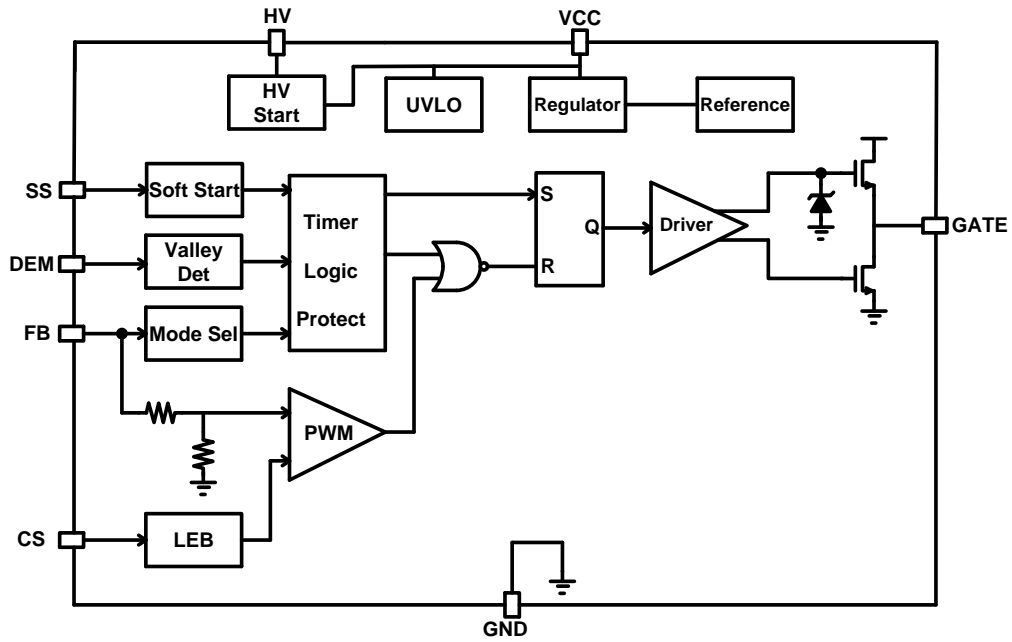 HV
VCC
HV
Start
UVLO
Regulator
Reference
SS
Soft Start
DEM
Valley
Det
FB
Mode Sel
Timer
Logic
Protect
S
Q
R
Driver
GATE
PWM
CS
LEB
GND